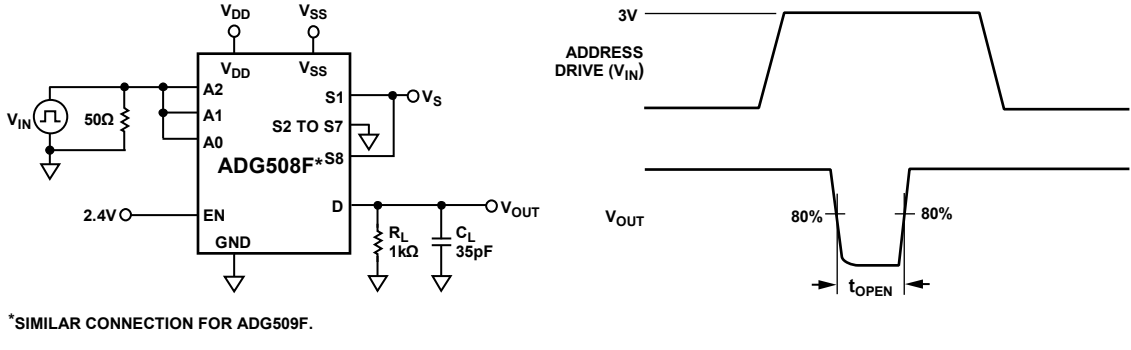 VDD VSS
VDD VSS
A2
A1
A0
VIN
50Ω
S1
VS
S2 TO S7
ADG508F*
S8
2.4V
EN
D
VOUT
GND
RL
1kΩ
CL
35pF
3V
ADDRESS
DRIVE (VIN)
VOUT
80% 80%
tOPEN
*SIMILAR CONNECTION FOR ADG509F.